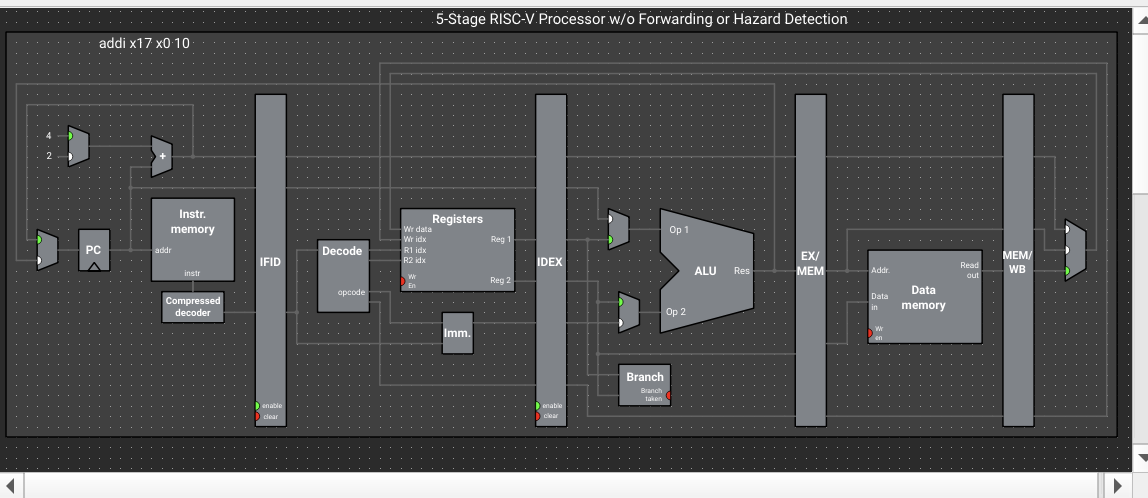 5-Stage RISC-V Processor w/o Forwarding or Hazard Detection
addi x17 x0 10
4
2
+
PC
Instr.
memory
addr
instr
Compressed
decoder
IFID
enable
clear
Decode
opcode
Registers
Wr data
Wr idx
R1 idx
R2 idx
Wr
En
Reg 1
Reg 2
Imm.
IDEX
enable
clear
Op 1
ALU
Res
Op 2
Branch
Branch
taken
EX/
MEM
Addr.
Read
out
Data
in
Data
memory
Wr
en
MEM/
WB